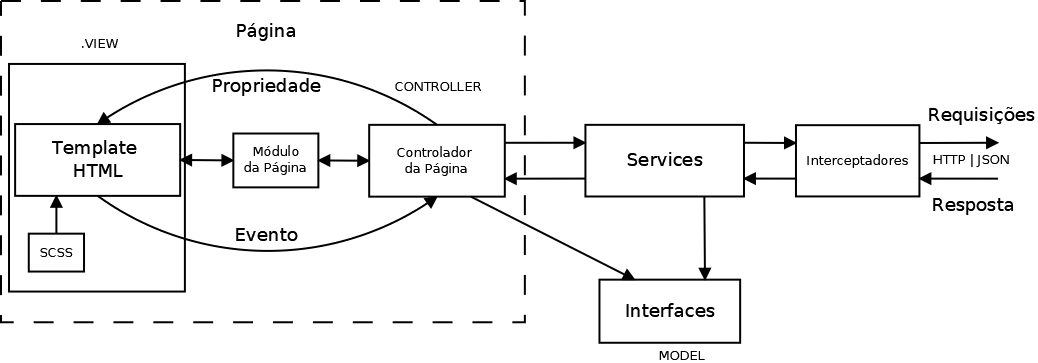 Página
.VIEW
Propriedade
CONTROLLER
Template
HTML
Módulo
da Página
Controlador
da Página
Services
Interceptadores
Requisições
HTTP | JSON
Resposta
Evento
SCSS
Interfaces
MODEL